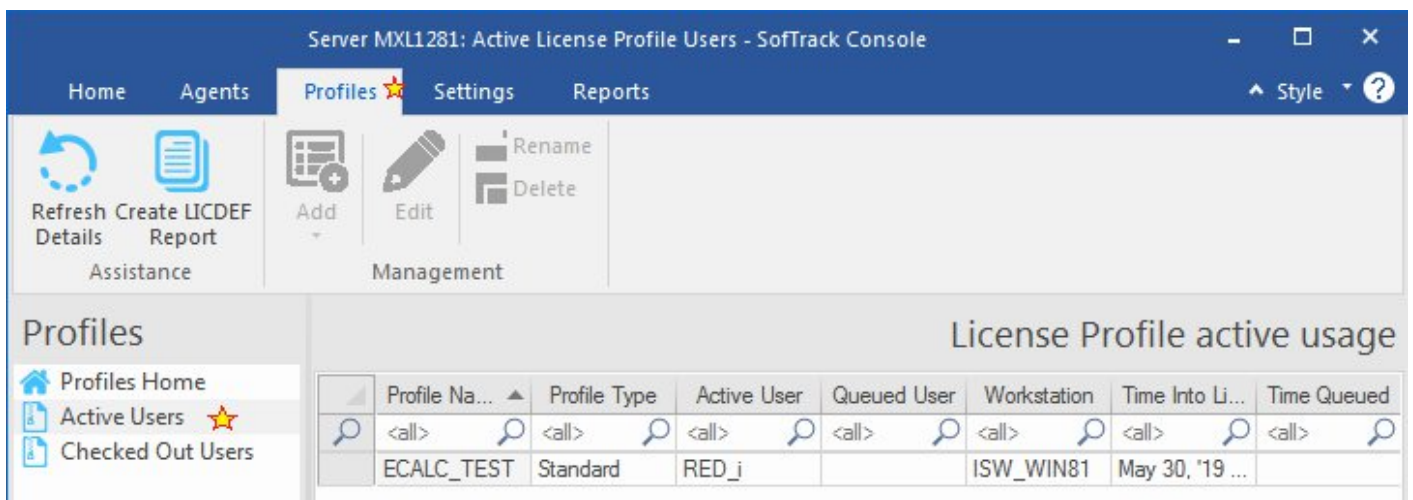 Server MXL1281: Active License Profile Users - SofTrack Console
Home Agents Profiles Settings Reports Style ?
Refresh Details
Create LICDEF Report
Add
Edit
Rename
Delete
Assistance
Management
Profiles
Profiles Home
Active Users
Checked Out Users
License Profile active usage
Profile Na... Profile Type Active User Queued User Workstation Time Into Li... Time Queued
<all> <all> <all> <all> <all> <all> <all>
ECALC_TEST Standard RED_i ISW_WIN81 May 30, '19 ...